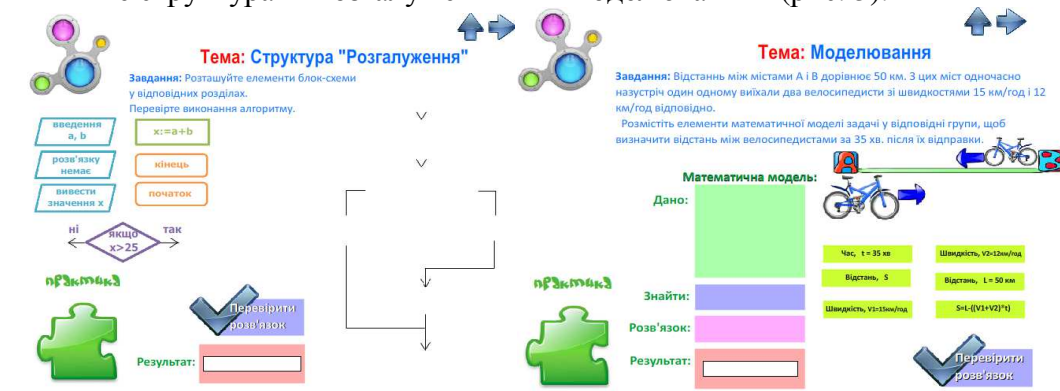 Тема: Структура "Розгалуження"
Завдання: Розташуйте елементи блок-схеми
у відповідних розділах.
Перевірте виконання алгоритму.
введення
a, b
x:=a+b
розв'язку
немає
кінець
вивести
значення x
початок
ні
якщо
x>25
так
практика
Перевірити
розв'язок
Результат:
Тема: Моделювання
Завдання: Відстаннь між містами А і В дорівнює 50 км. З цих міст одночасно
назустріч один одному виїхали два велосипедисти зі швидкостями 15 км/год і 12
км/год відповідно.
Розмістіть елементи математичної моделі задачі у відповідні групи, щоб
визначити відстань між велосипедистами за 35 хв. після їх відправки.
А
В
Математична модель:
Дано:
Час, t = 35 хв
Швидкість, V2=12км/год
Відстань, S
Відстань, L = 50 км
Знайти:
Швидкість, V1=15км/год
S=L-((V1+V2)*t)
Розв'язок:
практика
Результат:
Перевірити
розв'язок